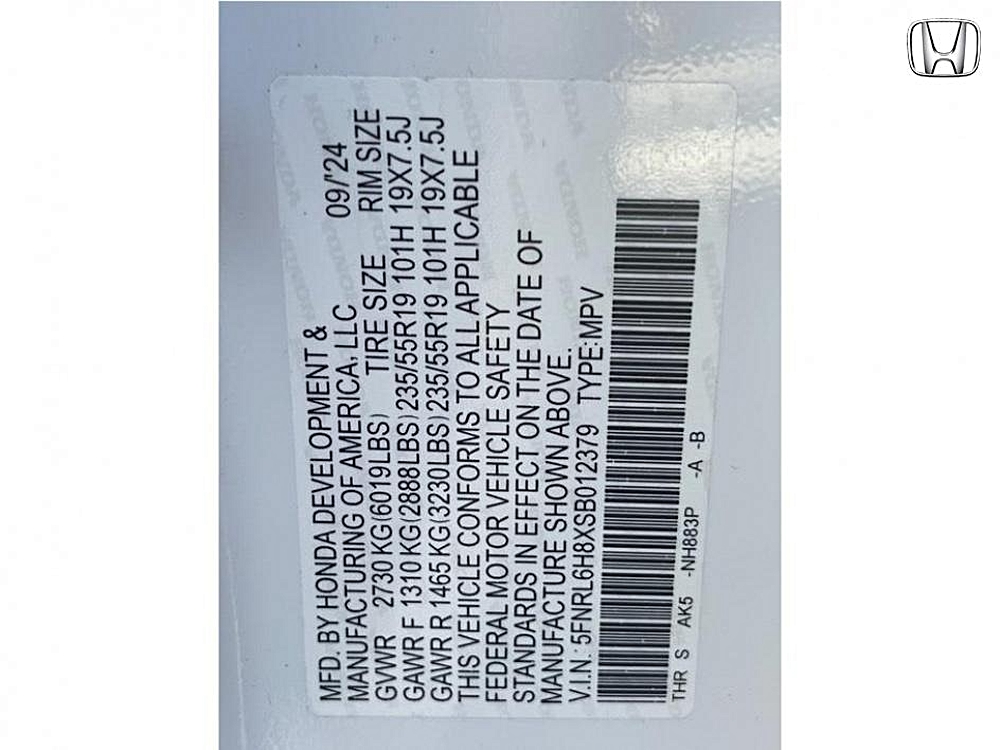 MFD. BY HONDA DEVELOPMENT &
MANUFACTURING OF AMERICA, LLC 09/'24
GVWR 2730 KG(6019LBS) TIRE SIZE RIM SIZE
GAWR F 1310 KG(2888LBS) 235/55R19 101H 19X7.5J
GAWR R 1465 KG(3230LBS) 235/55R19 101H 19X7.5J
THIS VEHICLE CONFORMS TO ALL APPLICABLE
FEDERAL MOTOR VEHICLE SAFETY
STANDARDS IN EFFECT ON THE DATE OF
MANUFACTURE SHOWN ABOVE.
V.I.N.: 5FNRL6H8XSB012379 TYPE:MPV
THR S AK5 -NH883P -A -B